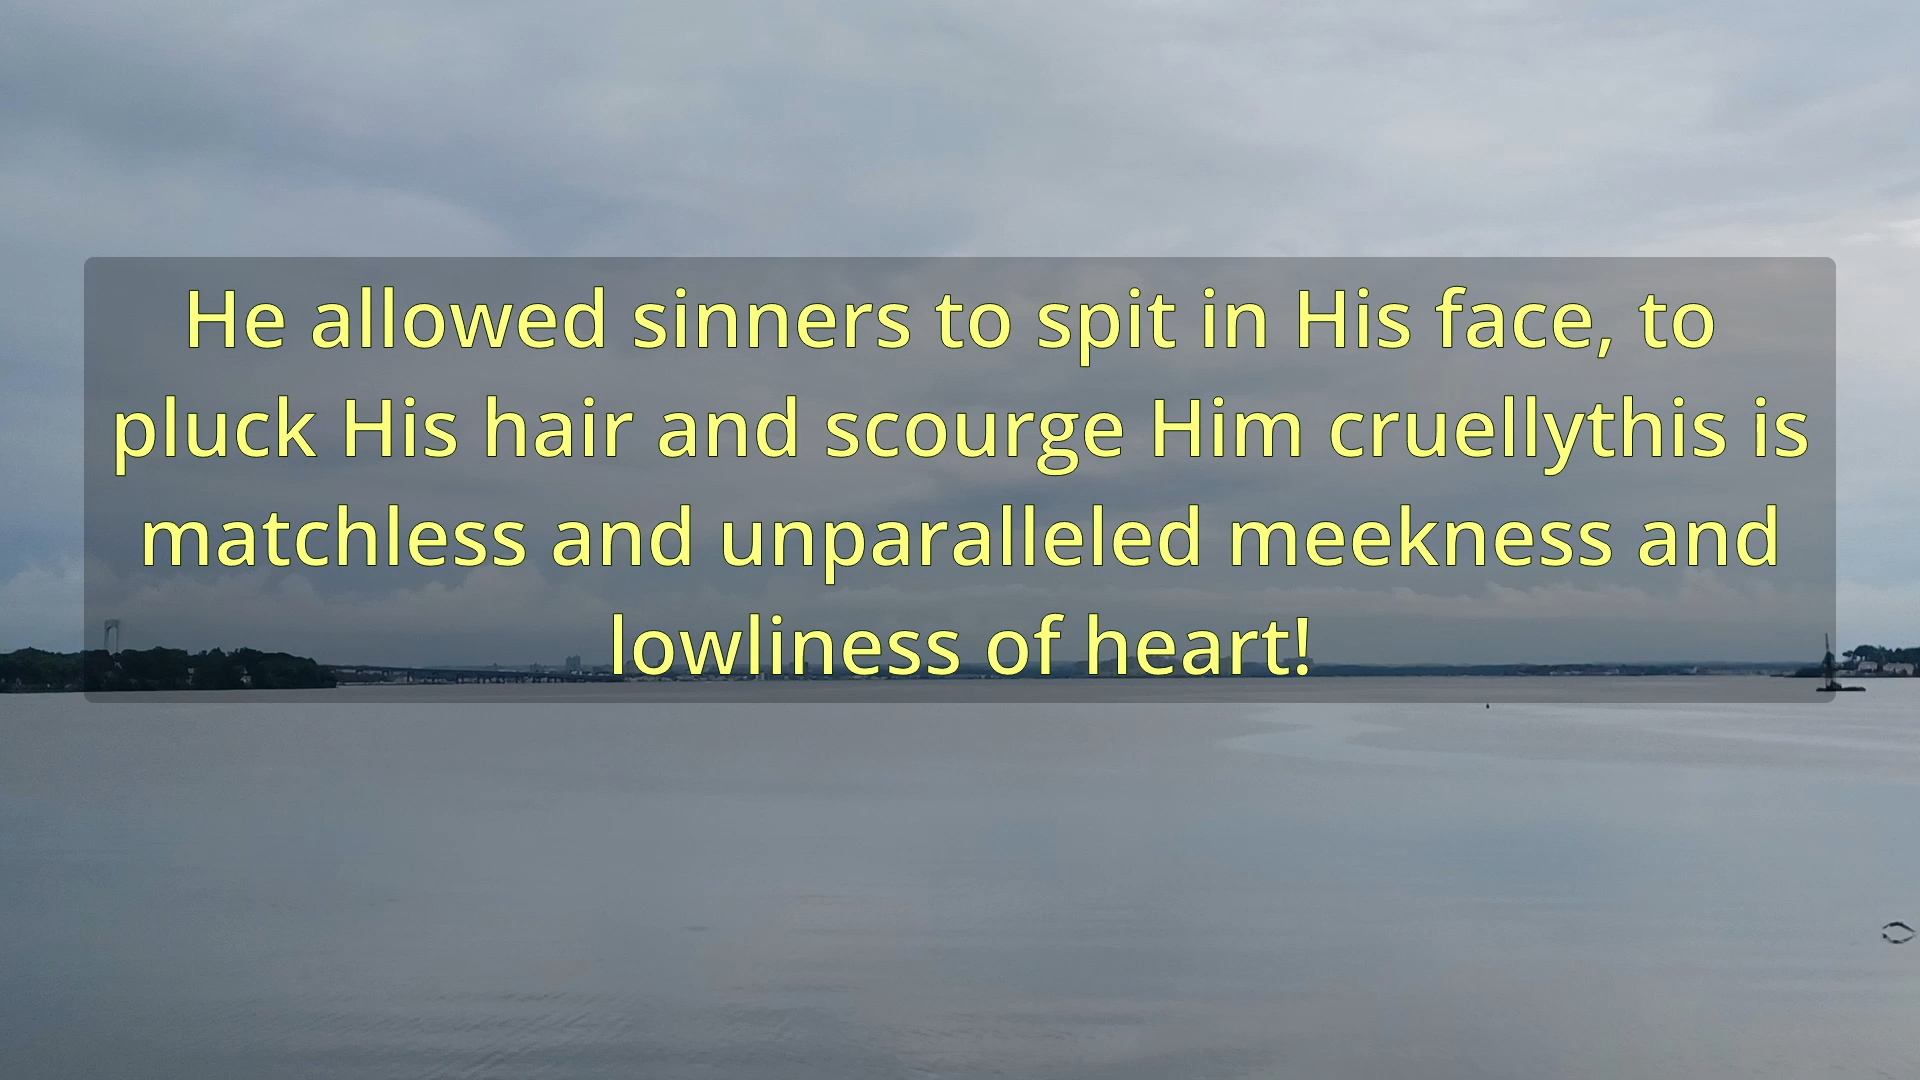 He allowed sinners to spit in His face, to
pluck His hair and scourge Him cruellythis is
matchless and unparalleled meekness and
lowliness of heart!